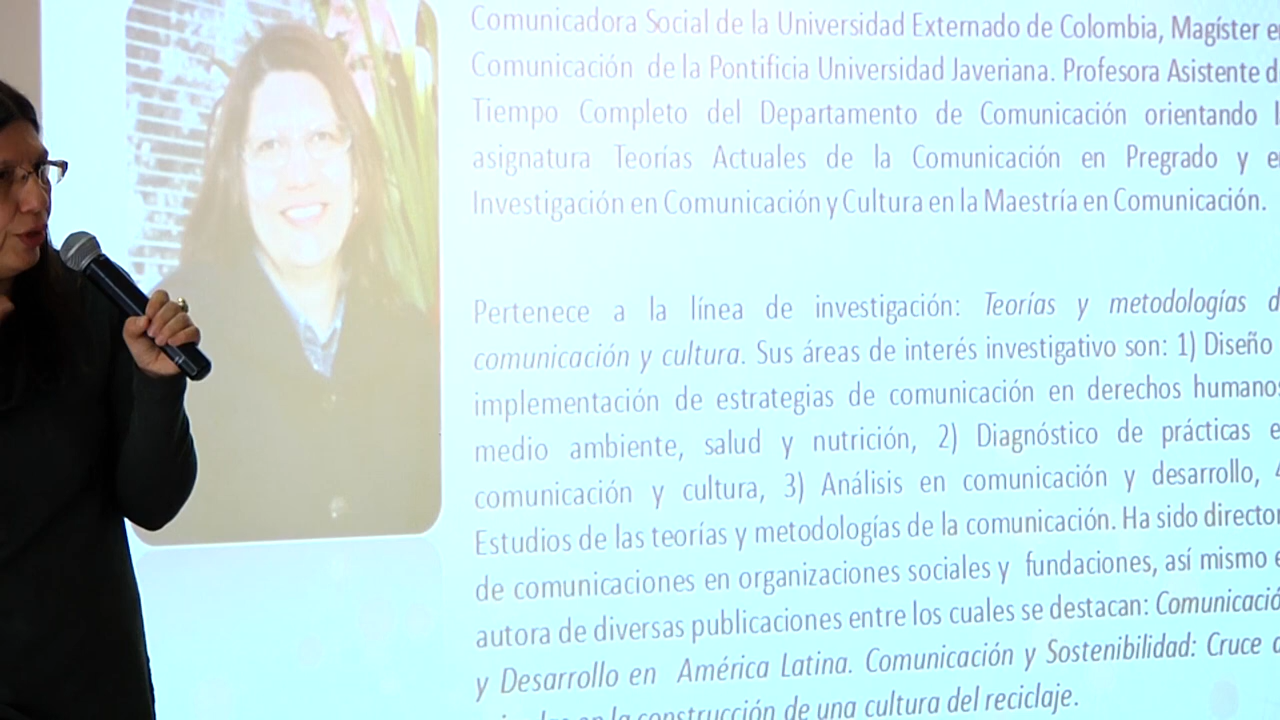 Comunicadora Social de la Universidad Externado de Colombia, Magíster
Comunicación de la Pontificia Universidad Javeriana. Profesora Asistente
Tiempo Completo del Departamento de Comunicación orientando
asignatura Teorías Actuales de la Comunicación en Pregrado y
Investigación en Comunicación y Cultura en la Maestría en Comunicación.
Pertenece a la línea de investigación: Teorías y metodologías
comunicación y cultura. Sus áreas de interés investigativo son: 1) Diseño
implementación de estrategias de comunicación en derechos humanos
medio ambiente, salud y nutrición, 2) Diagnóstico de prácticas
comunicación y cultura, 3) Análisis en comunicación y desarrollo,
Estudios de las teorías y metodologías de la comunicación. Ha sido director
de comunicaciones en organizaciones sociales y fundaciones, así mismo
autora de diversas publicaciones entre los cuales se destacan: Comunicació
y Desarrollo en América Latina. Comunicación y Sostenibilidad: Cruce
en la construcción de una cultura del reciclaje.